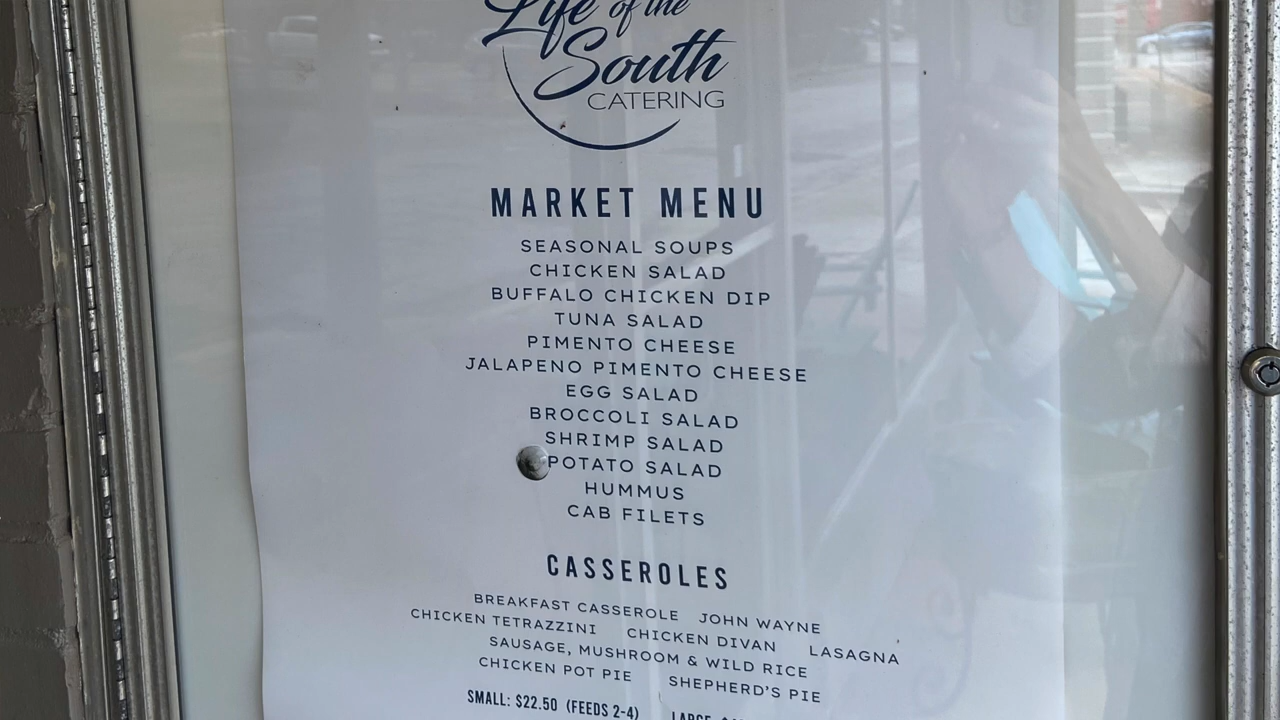 Life of the
South
CATERING
MARKET MENU
SEASONAL SOUPS
CHICKEN SALAD
BUFFALO CHICKEN DIP
TUNA SALAD
PIMENTO CHEESE
JALAPENO PIMENTO CHEESE
EGG SALAD
BROCCOLI SALAD
SHRIMP SALAD
POTATO SALAD
HUMMUS
CAB FILETS
CASSEROLES
BREAKFAST CASSEROLE JOHN WAYNE
CHICKEN TETRAZZINI CHICKEN DIVAN LASAGNA
SAUSAGE, MUSHROOM & WILD RICE
CHICKEN POT PIE SHEPHERD'S PIE
SMALL: $22.50 (FEEDS 2-4) LARGE: